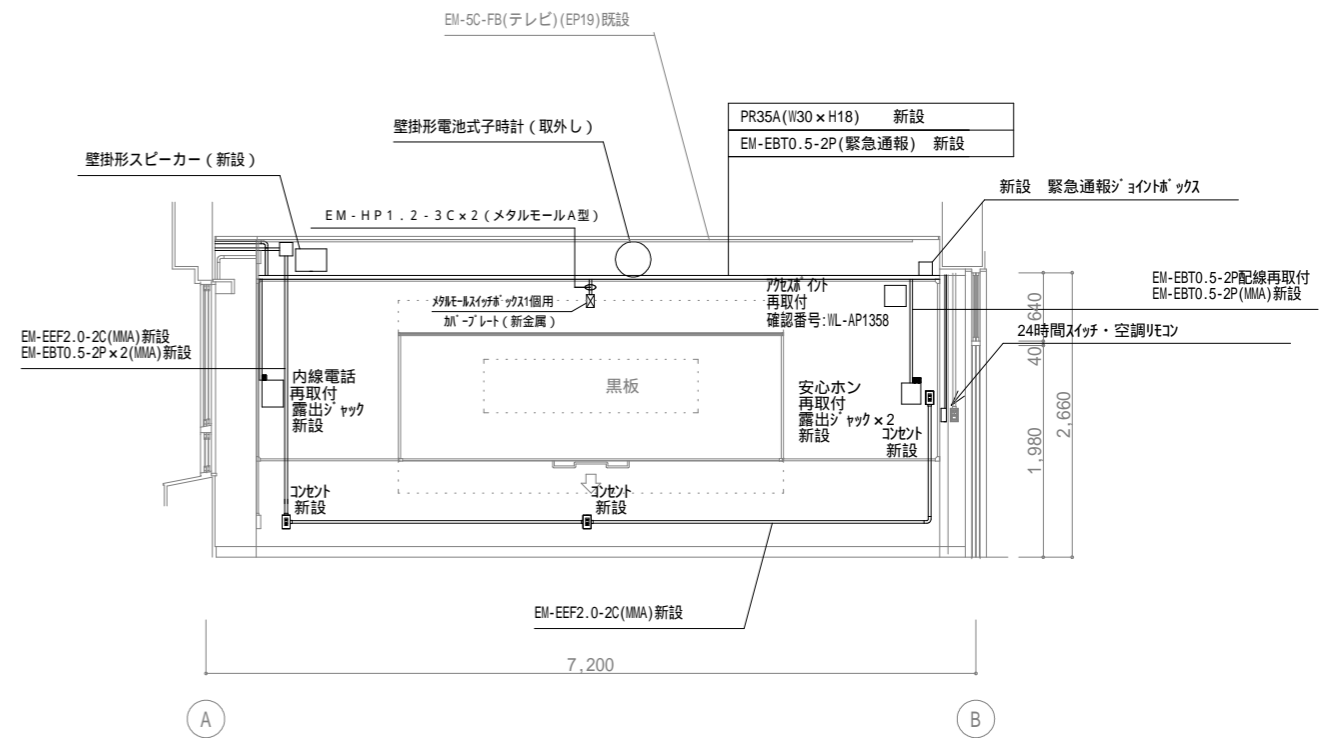 EM-5C-FB(テレビ)(EP19)既設
PR35A(W30×H18) 新設
EM-EBT0.5-2P(緊急通報) 新設
壁掛形電池式子時計(取外し)
壁掛形スピーカー(新設)
新設 緊急通報ジョイントボックス
EM-HP1.2-3C×2(メタルモールA型)
EM-EBT0.5-2P配線再取付
EM-EBT0.5-2P(MMA)新設
アクセスポイント
再取付
確認番号:WL-AP1358
メタルモールスイッチボックス1個用
カバープレート(新金属)
24時間スイッチ・空調リモコン
EM-EEF2.0-2C(MMA)新設
EM-EBT0.5-2P×2(MMA)新設
内線電話
再取付
露出ジャック
新設
黒板
安心ホン
再取付
露出ジャック×2
新設
コンセント
新設
640
40
1,980
2,660
コンセント
新設
コンセント
新設
EM-EEF2.0-2C(MMA)新設
7,200
A
B